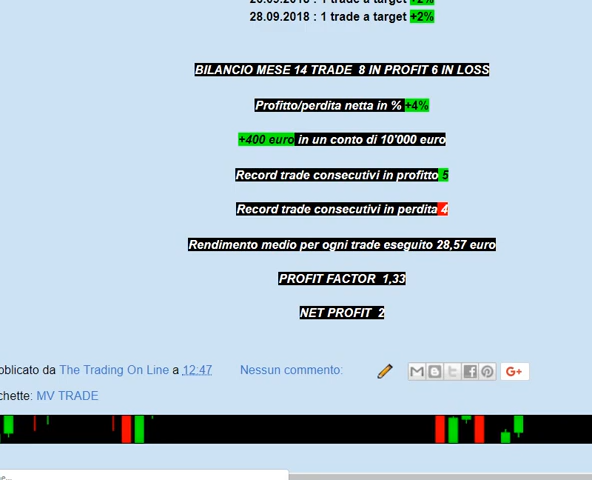 28.09.2018 : 1 trade a target +2%
BILANCIO MESE 14 TRADE 8 IN PROFIT 6 IN LOSS
Profitto/perdita netta in % +4%
+400 euro in un conto di 10'000 euro
Record trade consecutivi in profitto 5
Record trade consecutivi in perdita 4
Rendimento medio per ogni trade eseguito 28,57 euro
PROFIT FACTOR 1,33
NET PROFIT 2
bblicato da The Trading On Line a 12:47 Nessun commento: G+
chette: MV TRADE